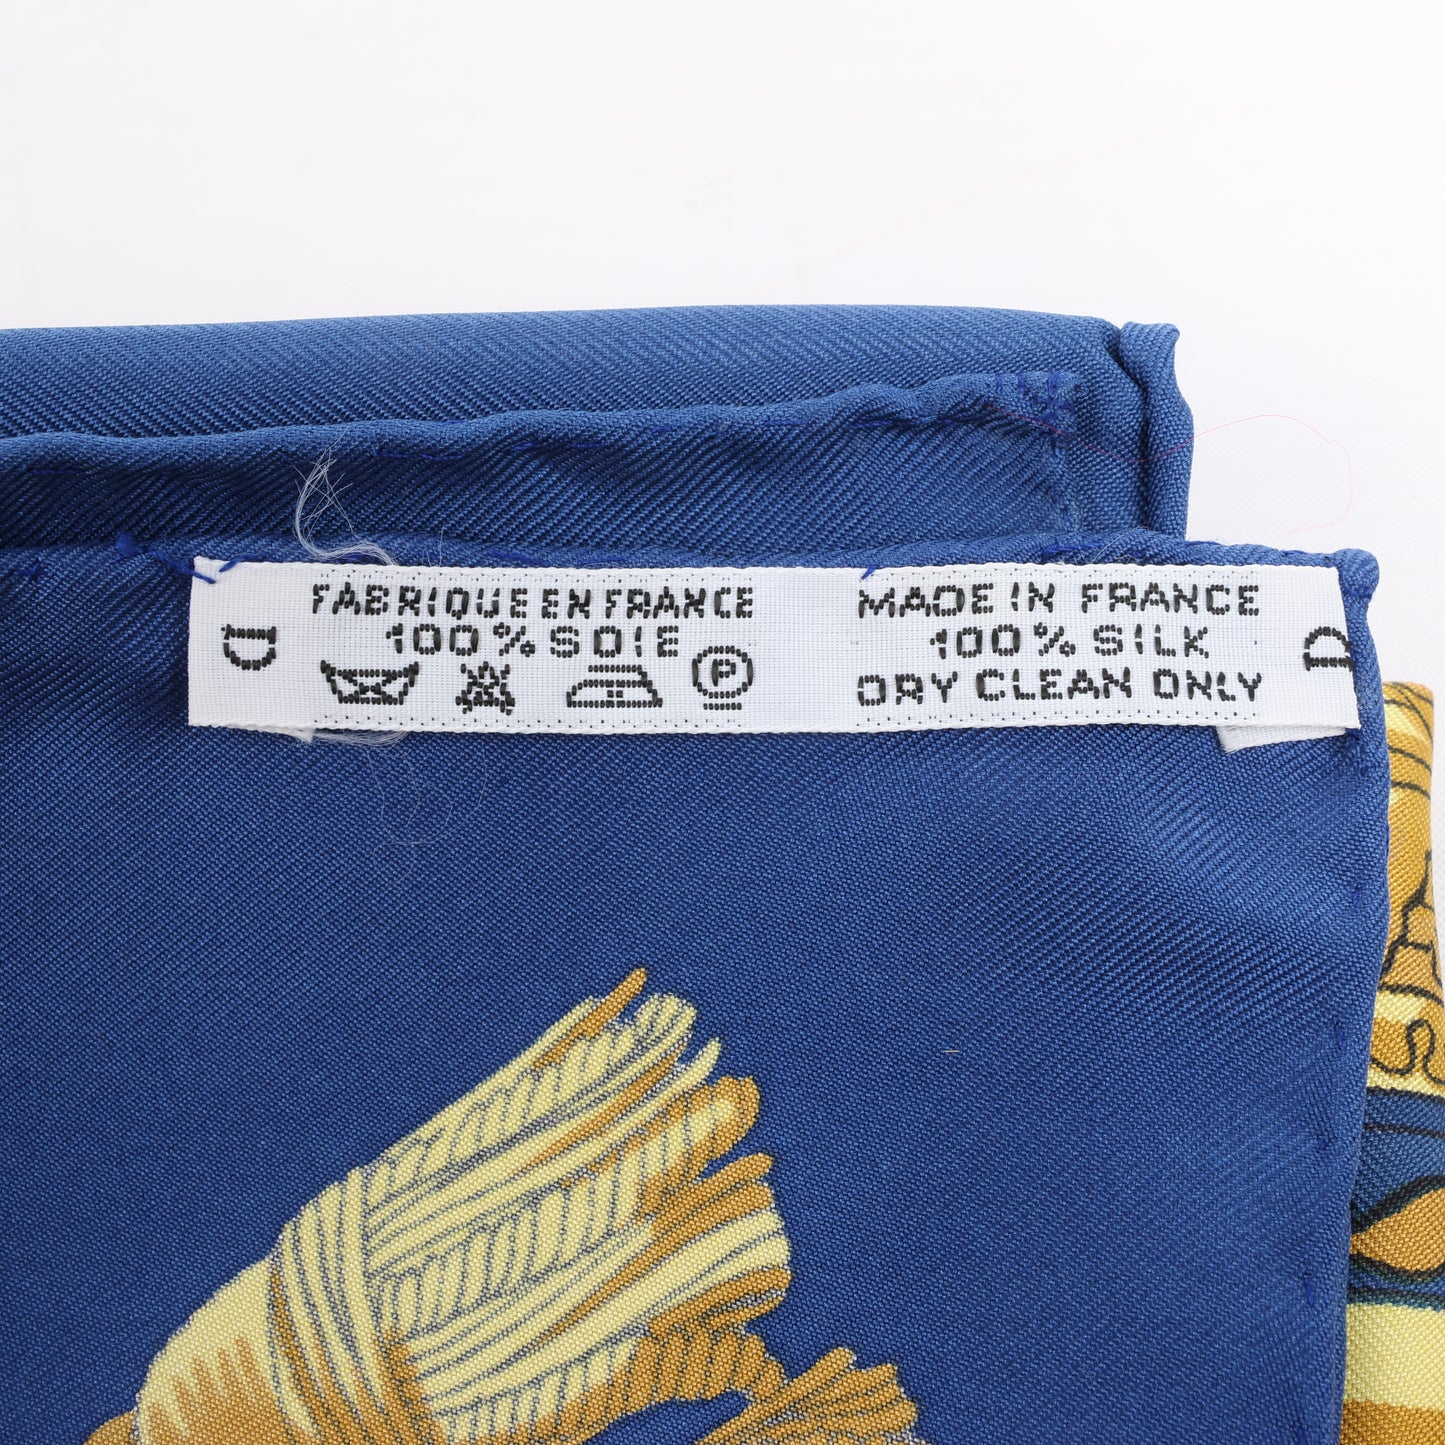 D
FABRIQUE EN FRANCE
100% SOIE
P
MADE IN FRANCE
100% SILK
DRY CLEAN ONLY
D